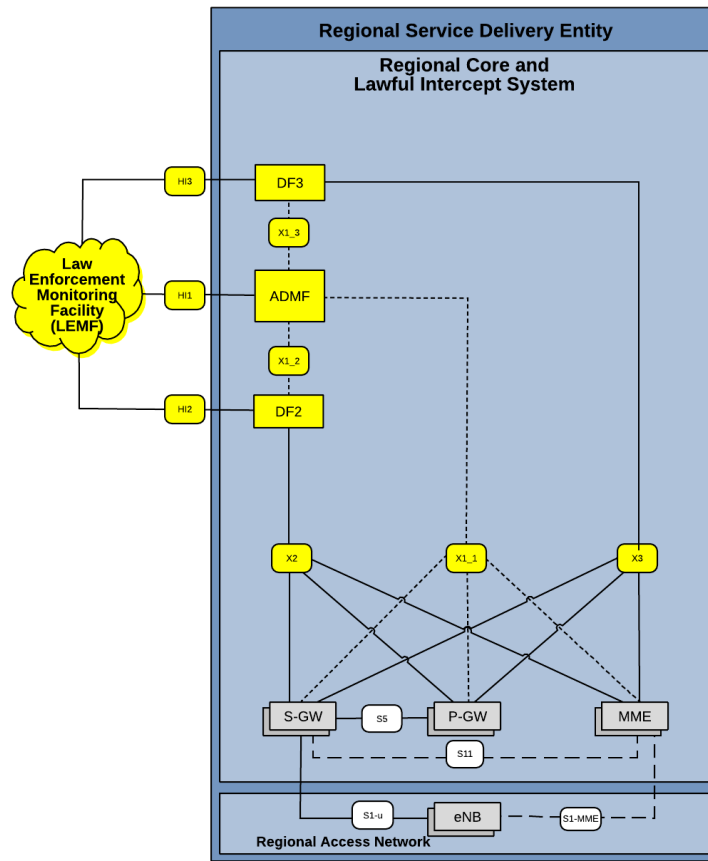 Regional Service Delivery Entity
Regional Core and
Lawful Intercept System
HI3
DF3
X1_3
Law
Enforcement
Monitoring
Facility
(LEMF)
HI1
ADMF
X1_2
HI2
DF2
X2
X1_1
X3
S-GW
S5
P-GW
MME
S11
S1-u
eNB
S1-MME
Regional Access Network